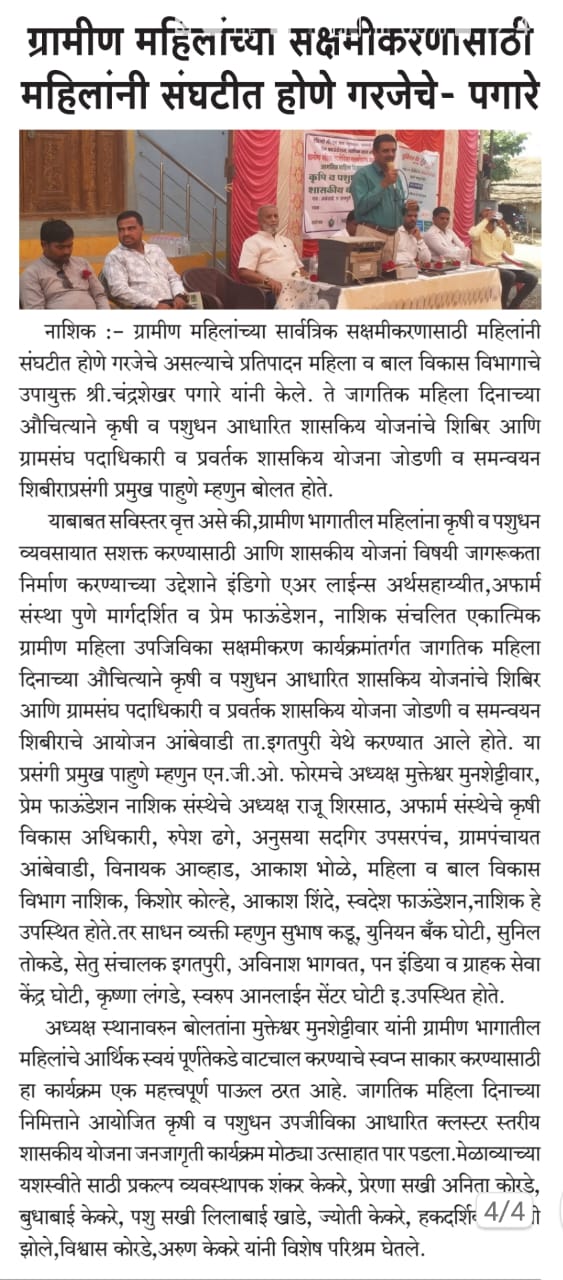 ग्रामीण महिलांच्या सक्षमीकरणासाठी
महिलांनी संघटीत होणे गरजेचे- पगारे
कृषि व पशु
शासकीय
नाशिक :- ग्रामीण महिलांच्या सार्वत्रिक सक्षमीकरणासाठी महिलांनी
संघटीत होणे गरजेचे असल्याचे प्रतिपादन महिला व बाल विकास विभागाचे
उपायुक्त श्री.चंद्रशेखर पगारे यांनी केले. ते जागतिक महिला दिनाच्या
औचित्याने कृषी व पशुधन आधारित शासकिय योजनांचे शिबिर आणि
ग्रामसंघ पदाधिकारी व प्रवर्तक शासकिय योजना जोडणी व समन्वयन
शिबीराप्रसंगी प्रमुख पाहुणे म्हणुन बोलत होते.
याबाबत सविस्तर वृत्त असे की,ग्रामीण भागातील महिलांना कृषी व पशुधन
व्यवसायात सशक्त करण्यासाठी आणि शासकीय योजनां विषयी जागरूकता
निर्माण करण्याच्या उद्देशाने इंडिगो एअर लाईन्स अर्थसहाय्यीत,अफार्म
संस्था पुणे मार्गदर्शित व प्रेम फाऊंडेशन, नाशिक संचलित एकात्मिक
ग्रामीण महिला उपजिविका सक्षमीकरण कार्यक्रमांतर्गत जागतिक महिला
दिनाच्या औचित्याने कृषी व पशुधन आधारित शासकिय योजनांचे शिबिर
आणि ग्रामसंघ पदाधिकारी व प्रवर्तक शासकिय योजना जोडणी व समन्वयन
शिबीराचे आयोजन आंबेवाडी ता.इगतपुरी येथे करण्यात आले होते. या
प्रसंगी प्रमुख पाहुणे म्हणुन एन.जी.ओ. फोरमचे अध्यक्ष मुक्तेश्वर मुनशेट्टीवार,
प्रेम फाऊंडेशन नाशिक संस्थेचे अध्यक्ष राजू शिरसाठ, अफार्म संस्थेचे कृषी
विकास अधिकारी, रुपेश ढगे, अनुसया सदगिर उपसरपंच, ग्रामपंचायत
आंबेवाडी, विनायक आव्हाड, आकाश भोळे, महिला व बाल विकास
विभाग नाशिक, किशोर कोल्हे, आकाश शिंदे, स्वदेश फाऊंडेशन,नाशिक हे
उपस्थित होते.तर साधन व्यक्ती म्हणुन सुभाष कडू, युनियन बँक घोटी, सुनिल
तोकडे, सेतु संचालक इगतपुरी, अविनाश भागवत, पन इंडिया व ग्राहक सेवा
केंद्र घोटी, कृष्णा लंगडे, स्वरुप आनलाईन सेंटर घोटी इ.उपस्थित होते.
अध्यक्ष स्थानावरुन बोलतांना मुक्तेश्वर मुनशेट्टीवार यांनी ग्रामीण भागातील
महिलांचे आर्थिक स्वयं पूर्णतेकडे वाटचाल करण्याचे स्वप्न साकार करण्यासाठी
हा कार्यक्रम एक महत्त्वपूर्ण पाऊल ठरत आहे. जागतिक महिला दिनाच्या
निमित्ताने आयोजित कृषी व पशुधन उपजीविका आधारित क्लस्टर स्तरीय
शासकीय योजना जनजागृती कार्यक्रम मोठ्या उत्साहात पार पडला.मेळाव्याच्या
यशस्वीते साठी प्रकल्प व्यवस्थापक शंकर केकरे, प्रेरणा सखी अनिता कोरडे,
बुधाबाई केकरे, पशु सखी लिलाबाई खाडे, ज्योती केकरे, 4/4
झोले,विश्वास कोरडे,अरुण केकरे यांनी विशेष परिश्रम घेतले.